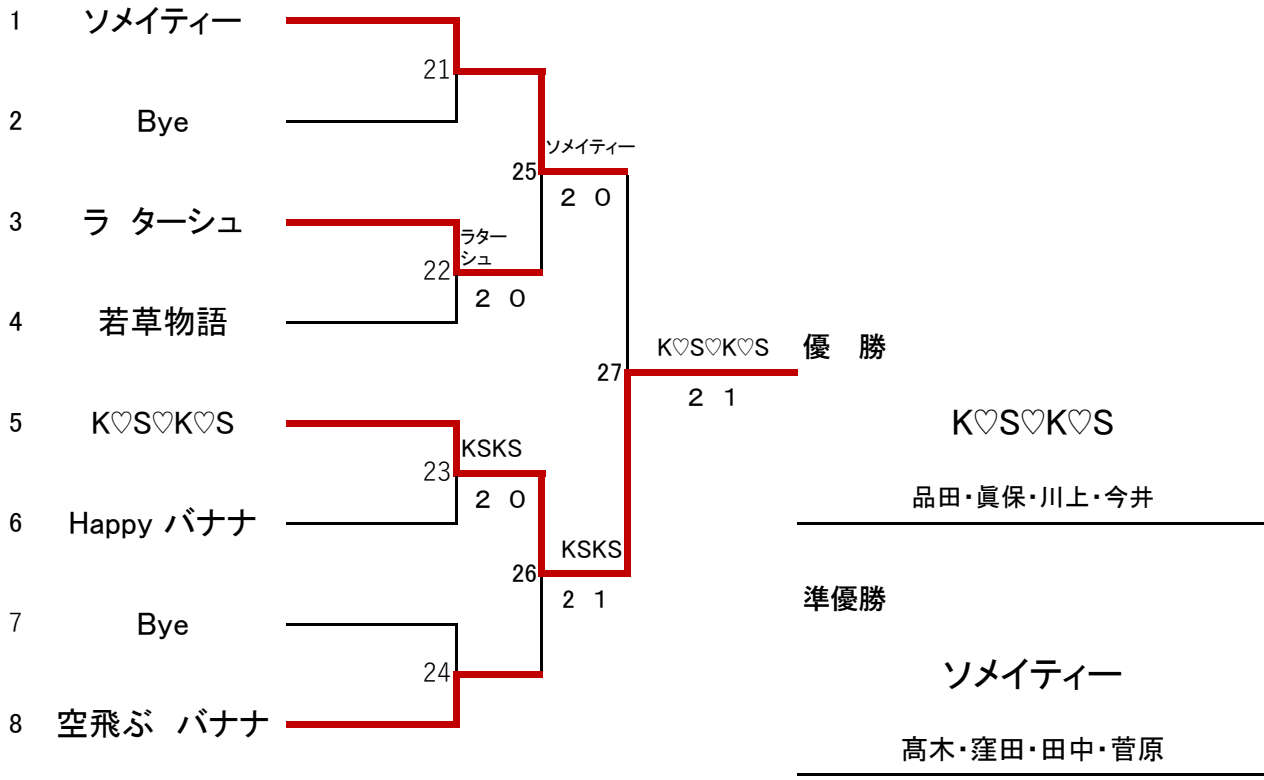 1 ソメイティー
21
2 Bye
ソメイティー
25
２ ０
3 ラ ターシュ
ラター
シュ
22
２ ０
4 若草物語
K♡S♡K♡S 優 勝
27
２ １
5 K♡S♡K♡S
KSKS
23
２ ０
K♡S♡K♡S
品田・眞保・川上・今井
6 Happy バナナ
KSKS
26
２ １
準優勝
7 Bye
24
ソメイティー
8 空飛ぶ バナナ
髙木・窪田・田中・菅原